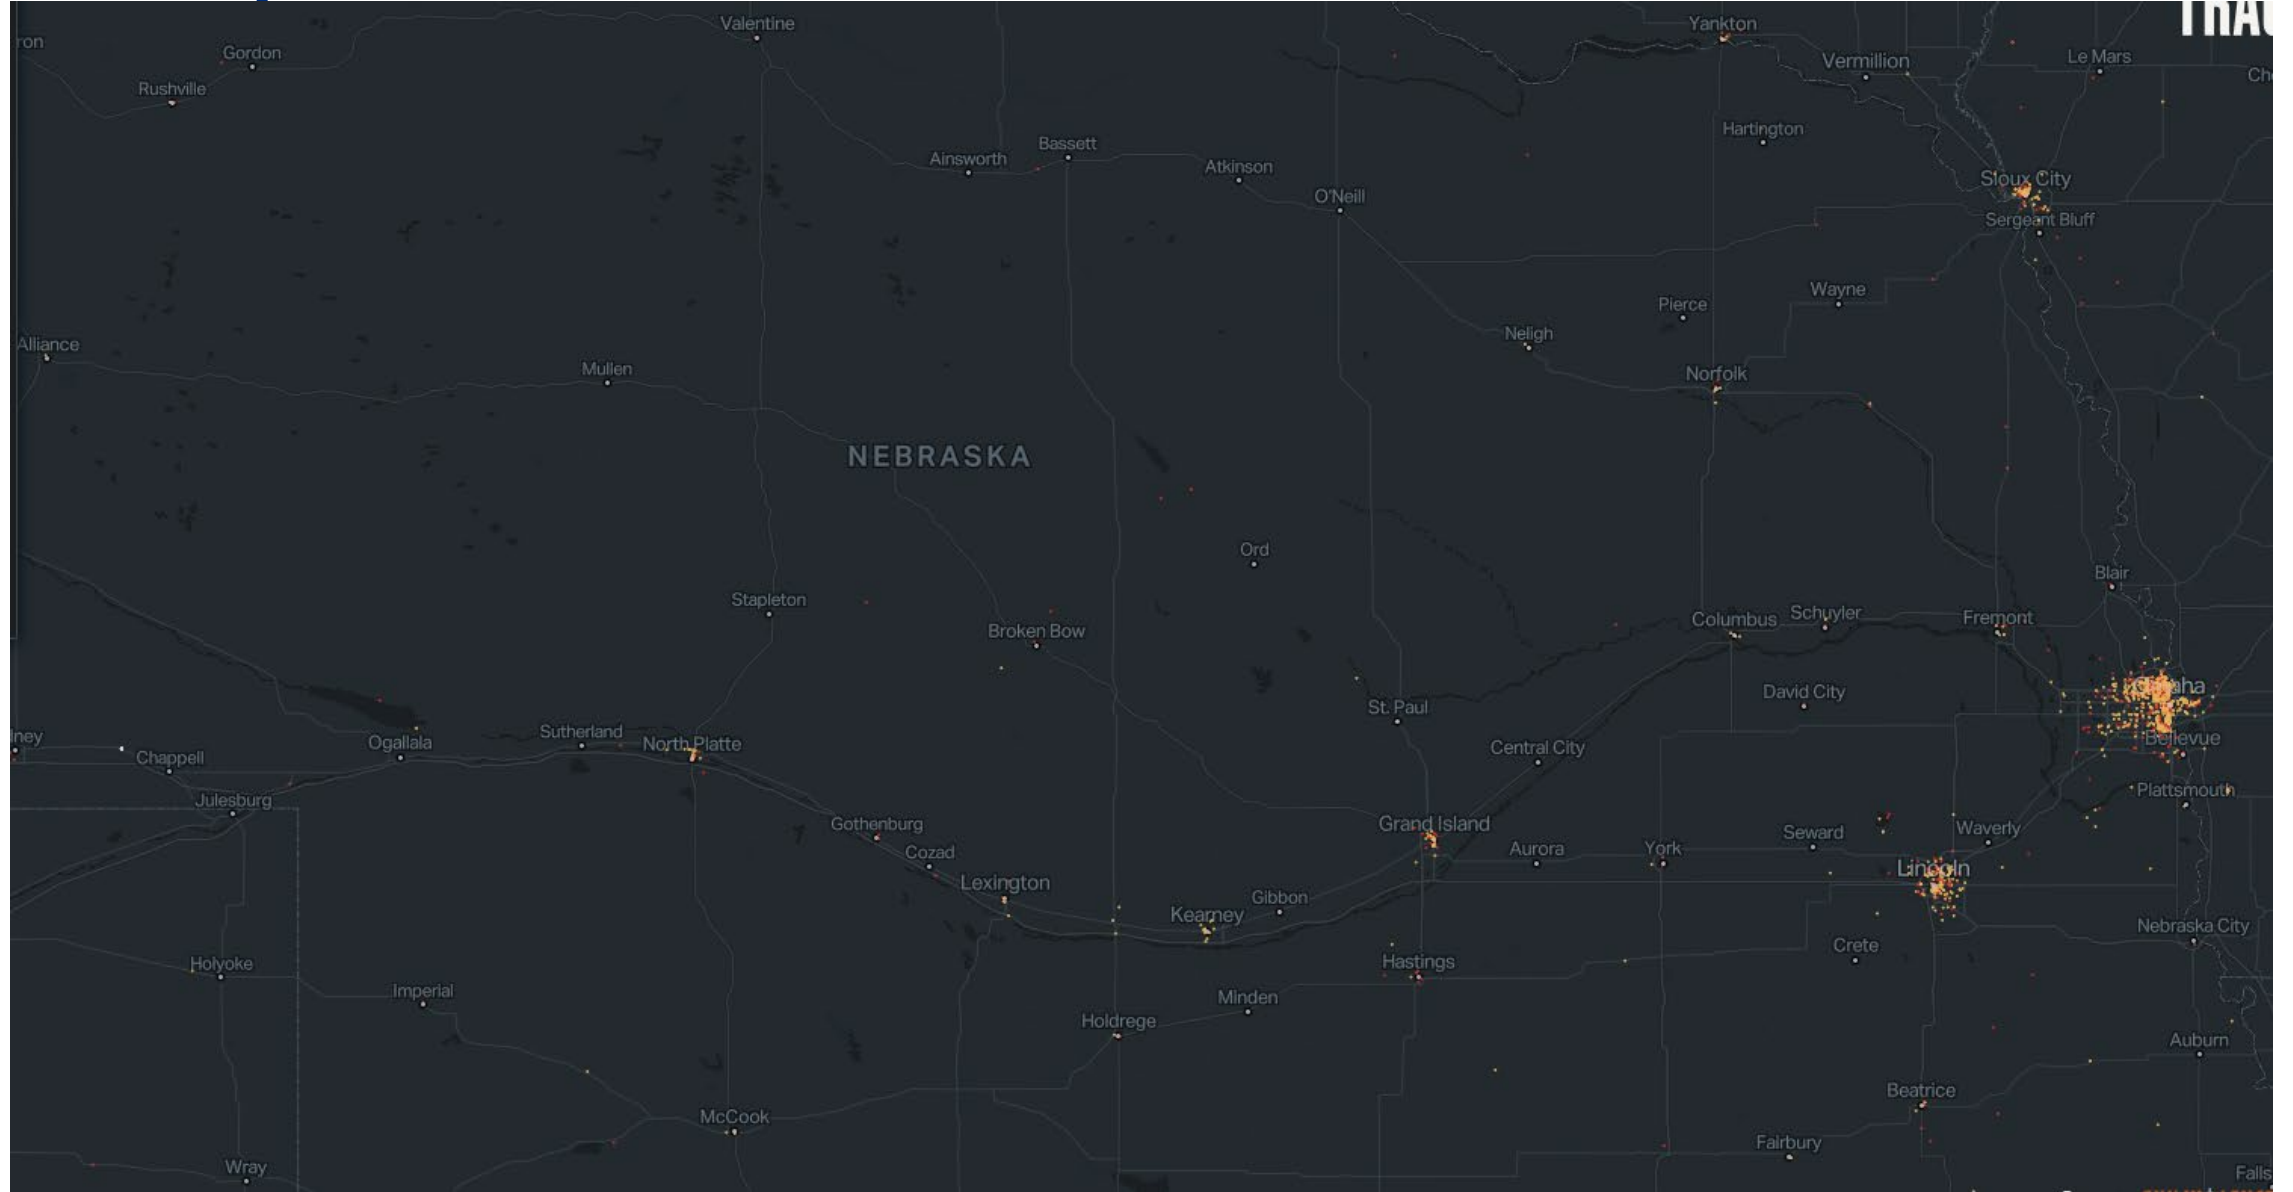 Valentine
Yankton
Gordon
Vermillion
Le Mars
Rushville
Hartington
Bassett
Ainsworth
Atkinson
Sioux City
O'Neill
Sergeant Bluff
Wayne
Pierce
Neligh
Alliance
Mullen
Norfolk
NEBRASKA
Ord
Blair
Stapleton
Schuyler
Columbus
Fremont
Broken Bow
Omaha
David City
St. Paul
Sutherland
Ogallala
North Platte
Bellevue
Central City
Chappell
Plattsmouth
Julesburg
Gothenburg
Grand Island
Waverly
Seward
Aurora
York
Cozad
Lincoln
Lexington
Gibbon
Kearney
Nebraska City
Crete
Hastings
Holyoke
Imperial
Minden
Holdrege
Auburn
Beatrice
McCook
Fairbury
Wray
Falls